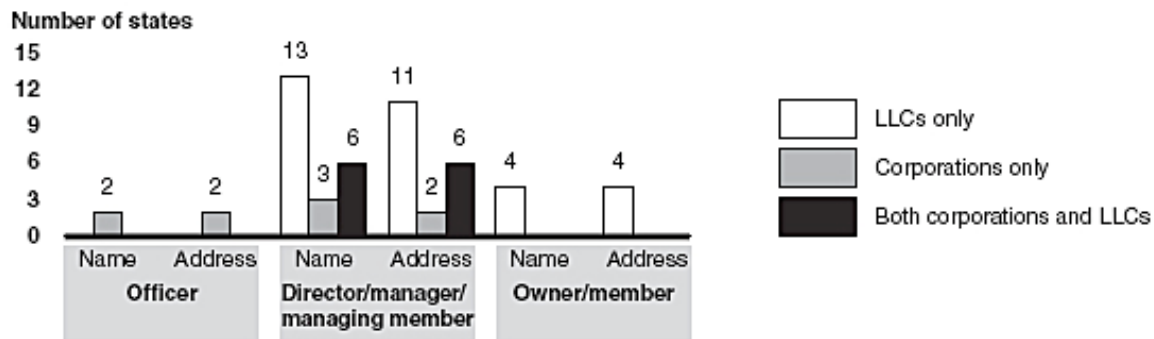 Number of states
15
12
9
6
3
0
2
2
13
3
6
11
2
6
4
4
Name Address Name Address Name Address
Officer Director/manager/ Owner/member
managing member
LLCs only
Corporations only
Both corporations and LLCs